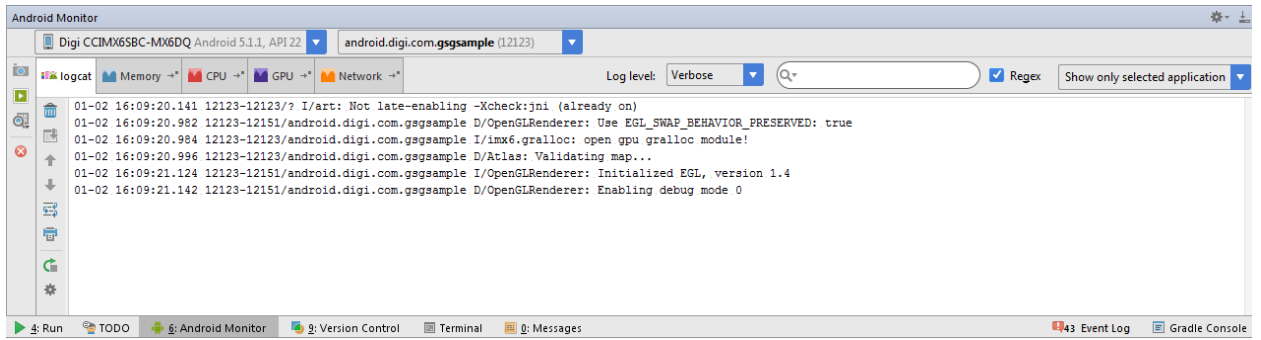 Android Monitor
Digi CCIMX6SBC-MX6DQ Android 5.1.1, API 22 android.digi.com.gsgsample (12123)
logcat Memory →" CPU →" GPU →" Network →" Log level: Verbose Regex Show only selected application
01-02 16:09:20.141 12123-12123/? I/art: Not late-enabling -Xcheck:jni (already on)
01-02 16:09:20.982 12123-12151/android.digi.com.gsgsample D/OpenGLRenderer: Use EGL_SWAP_BEHAVIOR_PRESERVED: true
01-02 16:09:20.984 12123-12123/android.digi.com.gsgsample I/imx6.gralloc: open gpu gralloc module!
01-02 16:09:20.996 12123-12123/android.digi.com.gsgsample D/Atlas: Validating map...
01-02 16:09:21.124 12123-12151/android.digi.com.gsgsample I/OpenGLRenderer: Initialized EGL, version 1.4
01-02 16:09:21.142 12123-12151/android.digi.com.gsgsample D/OpenGLRenderer: Enabling debug mode 0
4: Run TODO 6: Android Monitor 9: Version Control Terminal 0: Messages 43 Event Log Gradle Console